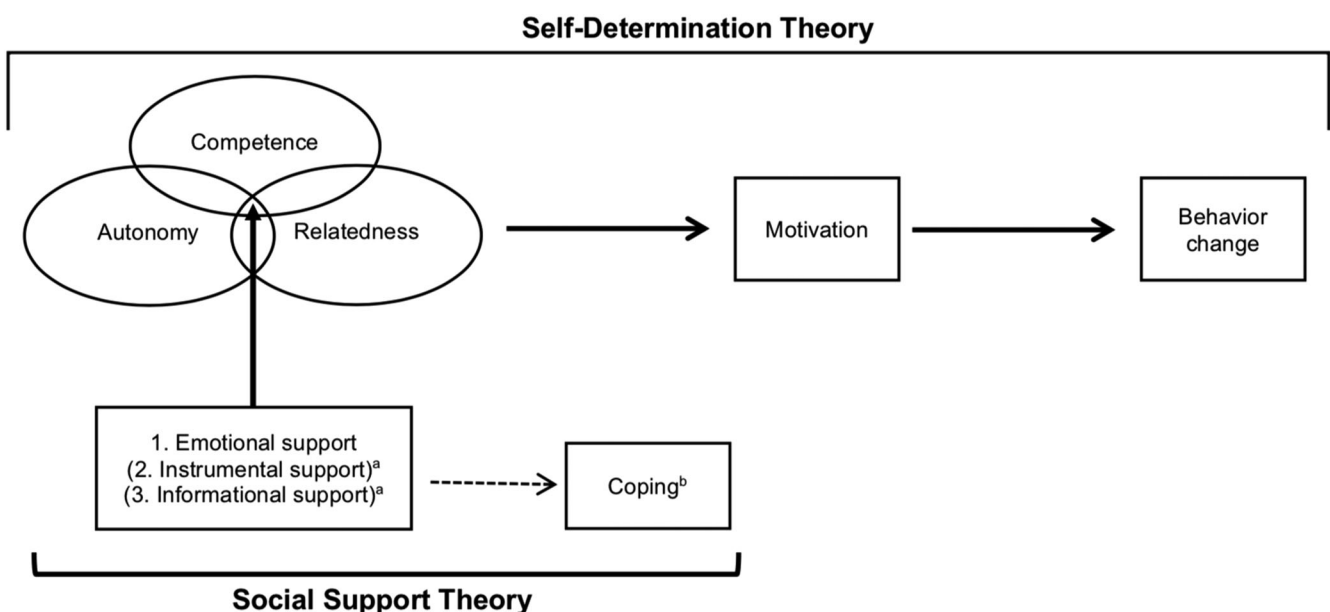 Self-Determination Theory
Competence
Autonomy
Relatedness
Motivation
Behavior
change
1. Emotional support
(2. Instrumental support)ᵃ
(3. Informational support)ᵃ
Copingᵇ
Social Support Theory